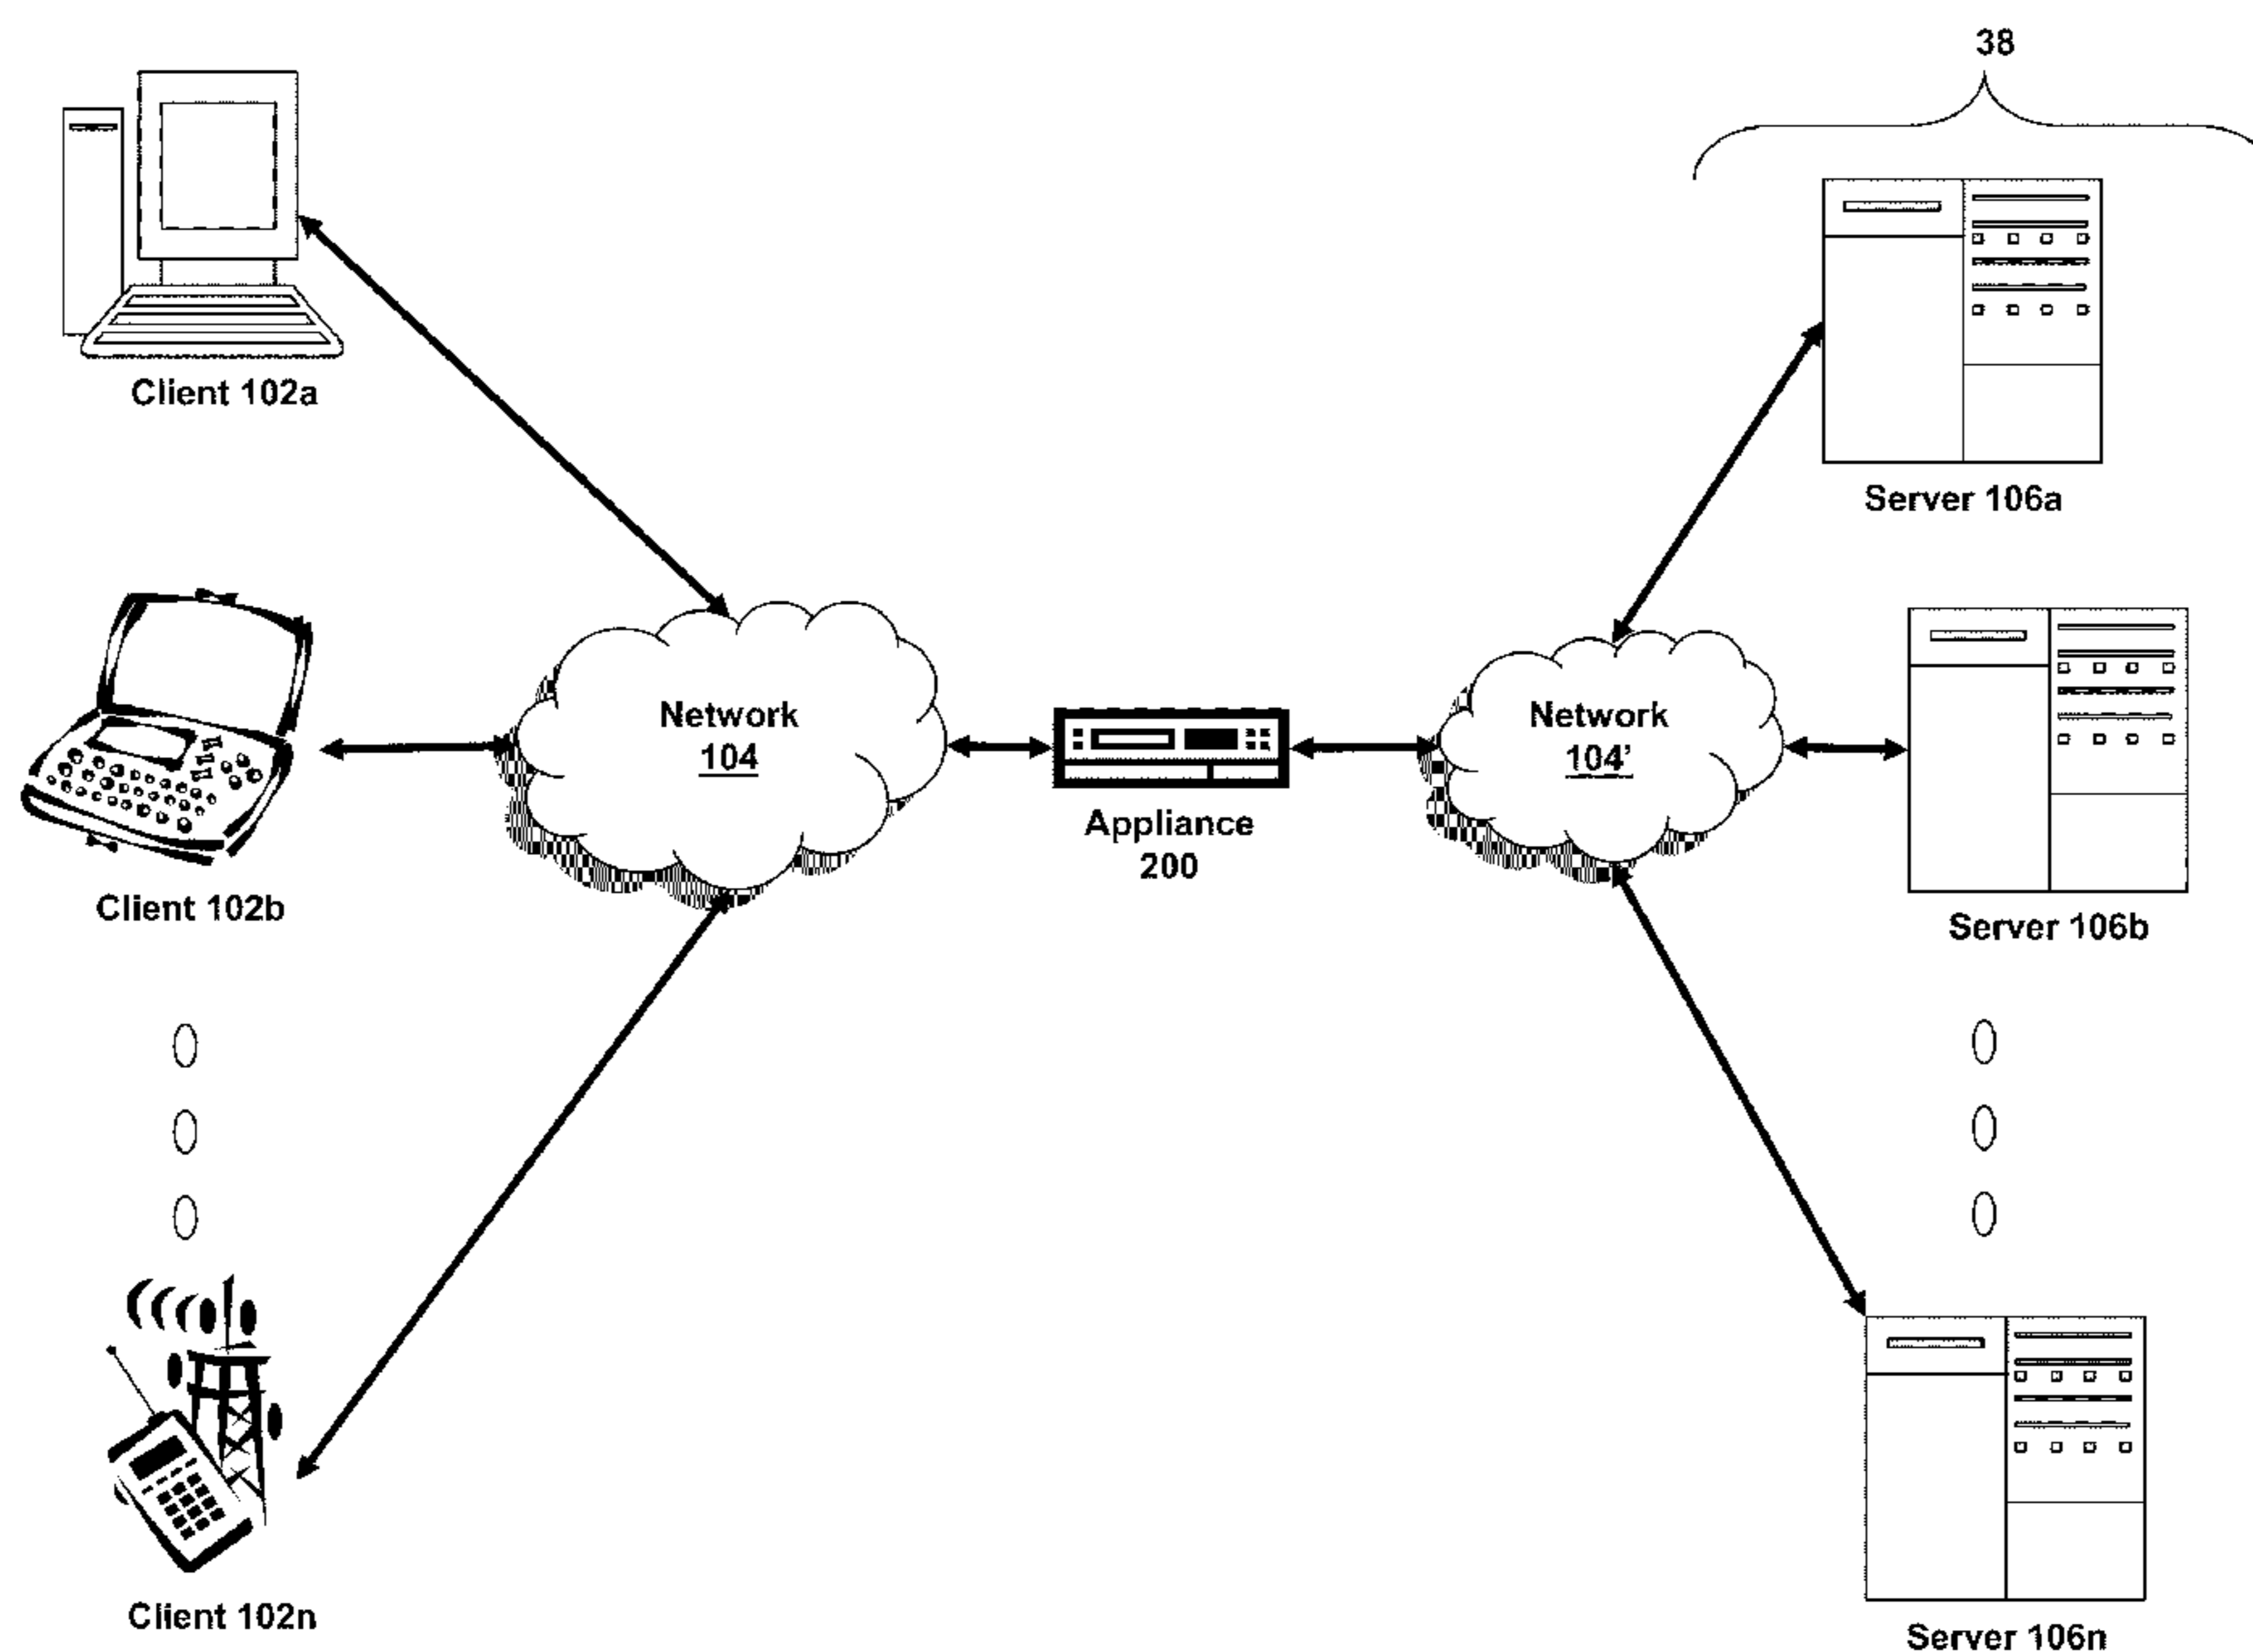 38
Client 102a
Server 106a
Network
104
Network
104'
Appliance
200
Client 102b
Server 106b
Client 102n
Server 106n